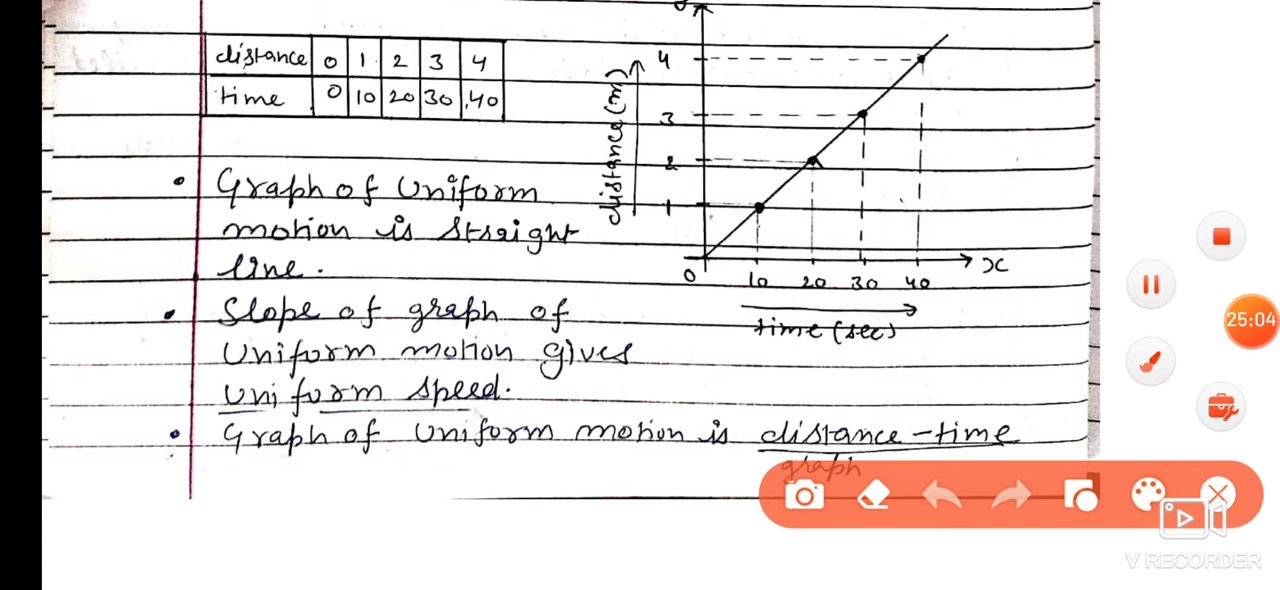 distance 0 1 2 3 4
time 0 10 20 30 40
Graph of Uniform
motion is straight
line.
Slope of graph of
Uniform motion gives
Uniform speed.
Graph of Uniform motion is distance-time
graph
distance (m)
4
3
2
1
0 10 20 30 40 x
time (sec)
25:04
V RECORDER